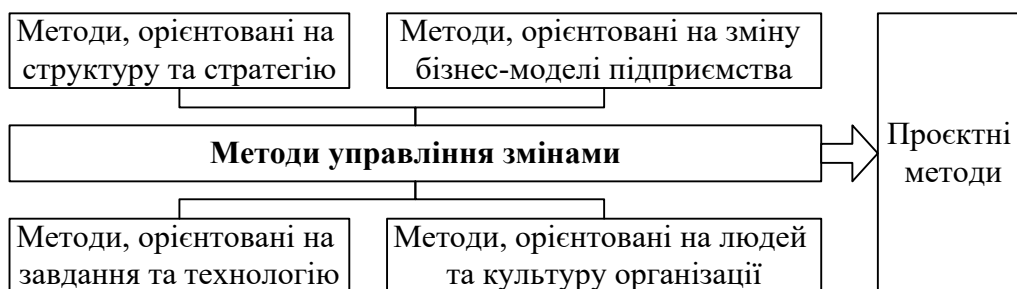 Методи, орієнтовані на
структуру та стратегію
Методи, орієнтовані на зміну
бізнес-моделі підприємства
Методи управління змінами
Проєктні
методи
Методи, орієнтовані на
завдання та технологію
Методи, орієнтовані на людей
та культуру організації